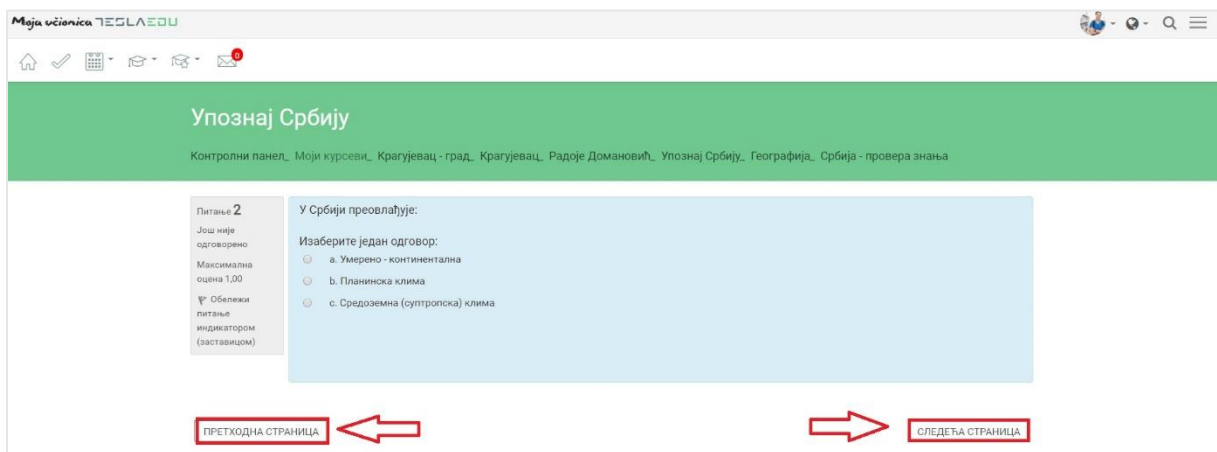 Moja učionica TESLAEDU
0
Упознај Србију
Контролни панел_ Моји курсеви_ Крагујевац - град_ Крагујевац_ Радоје Домановић_ Упознај Србију_ Географија_ Србија - провера знања
Питање 2
Још није
одговорено
Максимална
оцена 1,00
Обележи
питање
индикатором
(заставицом)
У Србији преовлађује:
Изаберите један одговор:
a. Умерено - континентална
b. Планинска клима
c. Средоземна (суптропска) клима
ПРЕТХОДНА СТРАНИЦА
СЛЕДЕЋА СТРАНИЦА